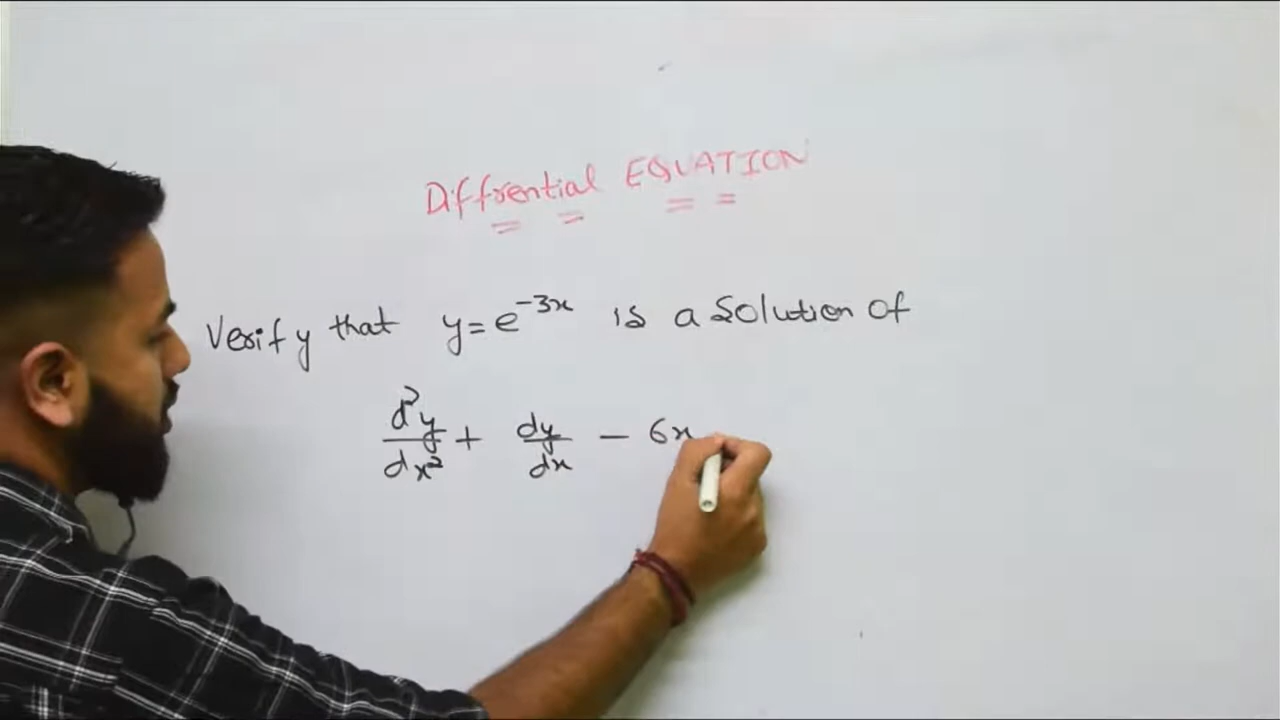 Diffrential EQUATION
Verify that y=e⁻³ˣ is a solution of
d²y/dx² + dy/dx − 6x